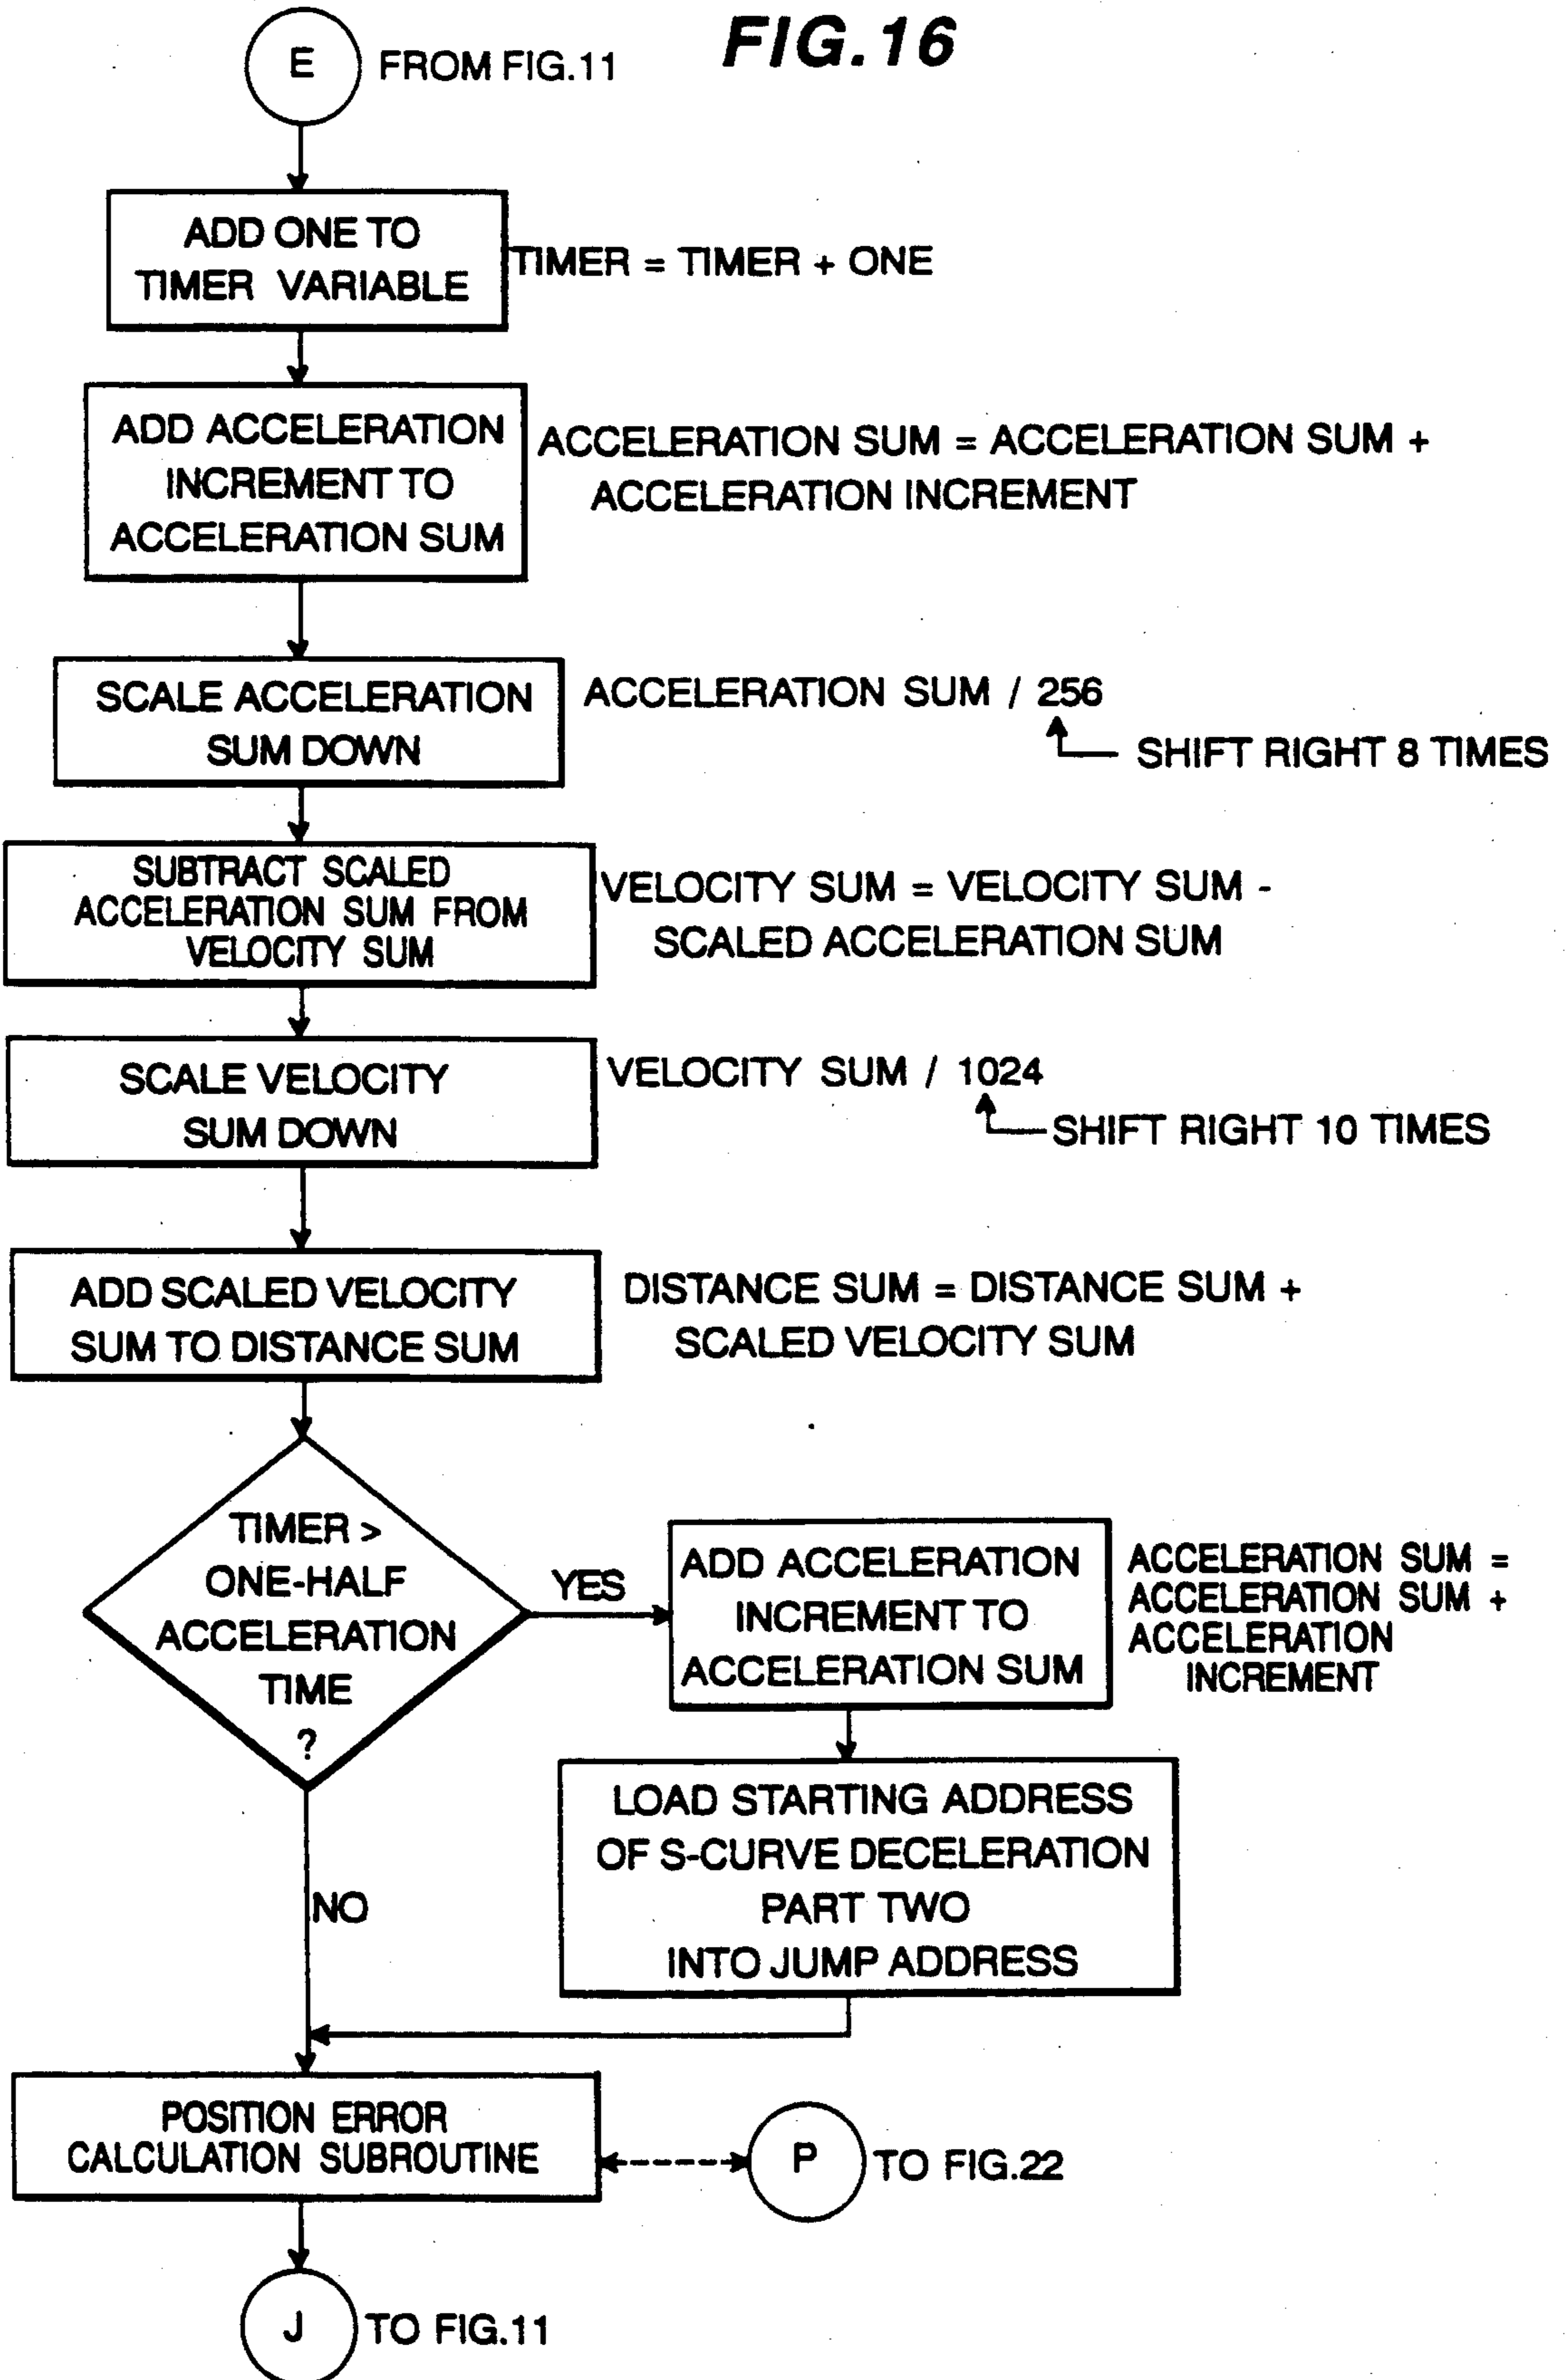 FIG.16
E
FROM FIG.11
ADD ONE TO
TIMER VARIABLE
TIMER = TIMER + ONE
ADD ACCELERATION
INCREMENT TO
ACCELERATION SUM
ACCELERATION SUM = ACCELERATION SUM +
ACCELERATION INCREMENT
SCALE ACCELERATION
SUM DOWN
ACCELERATION SUM / 256
SHIFT RIGHT 8 TIMES
SUBTRACT SCALED
ACCELERATION SUM FROM
VELOCITY SUM
VELOCITY SUM = VELOCITY SUM -
SCALED ACCELERATION SUM
SCALE VELOCITY
SUM DOWN
VELOCITY SUM / 1024
SHIFT RIGHT 10 TIMES
ADD SCALED VELOCITY
SUM TO DISTANCE SUM
DISTANCE SUM = DISTANCE SUM +
SCALED VELOCITY SUM
TIMER >
ONE-HALF
ACCELERATION
TIME
?
YES
ADD ACCELERATION
INCREMENT TO
ACCELERATION SUM
ACCELERATION SUM =
ACCELERATION SUM +
ACCELERATION
INCREMENT
LOAD STARTING ADDRESS
OF S-CURVE DECELERATION
PART TWO
INTO JUMP ADDRESS
NO
POSITION ERROR
CALCULATION SUBROUTINE
P
TO FIG.22
J
TO FIG.11